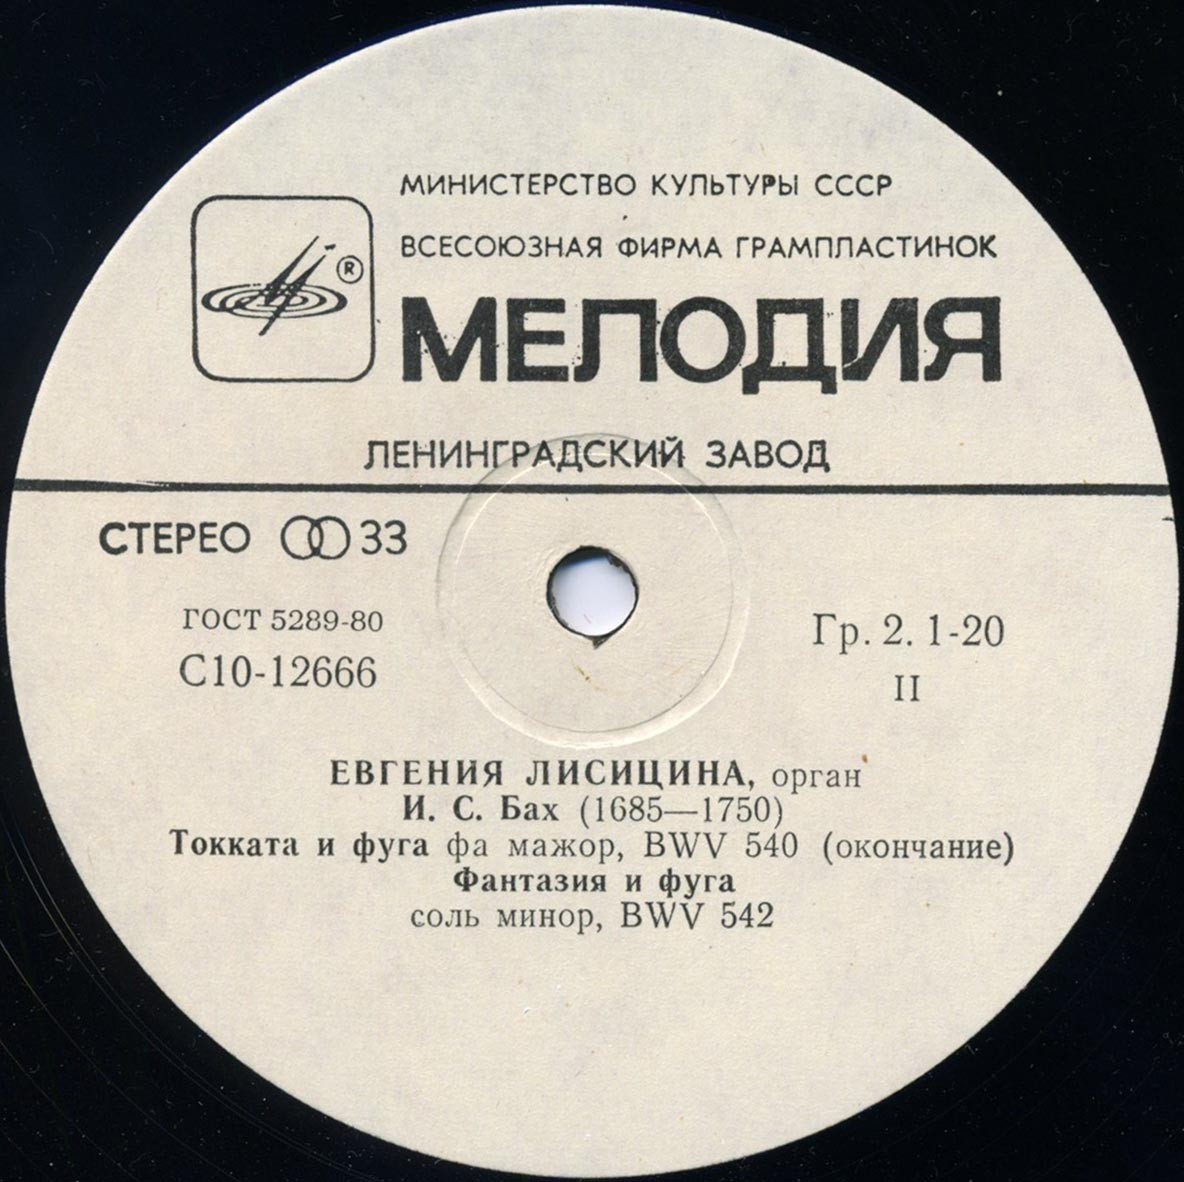 МИНИСТЕРСТВО КУЛЬТУРЫ СССР
ВСЕСОЮЗНАЯ ФИРМА ГРАМПЛАСТИНОК
®
МЕЛОДИЯ
ЛЕНИНГРАДСКИЙ ЗАВОД
СТЕРЕО 33
ГОСТ 5289-80
С10-12666
Гр. 2. 1-20
II
ЕВГЕНИЯ ЛИСИЦИНА, орган
И. С. Бах (1685—1750)
Токката и фуга фа мажор, BWV 540 (окончание)
Фантазия и фуга
соль минор, BWV 542